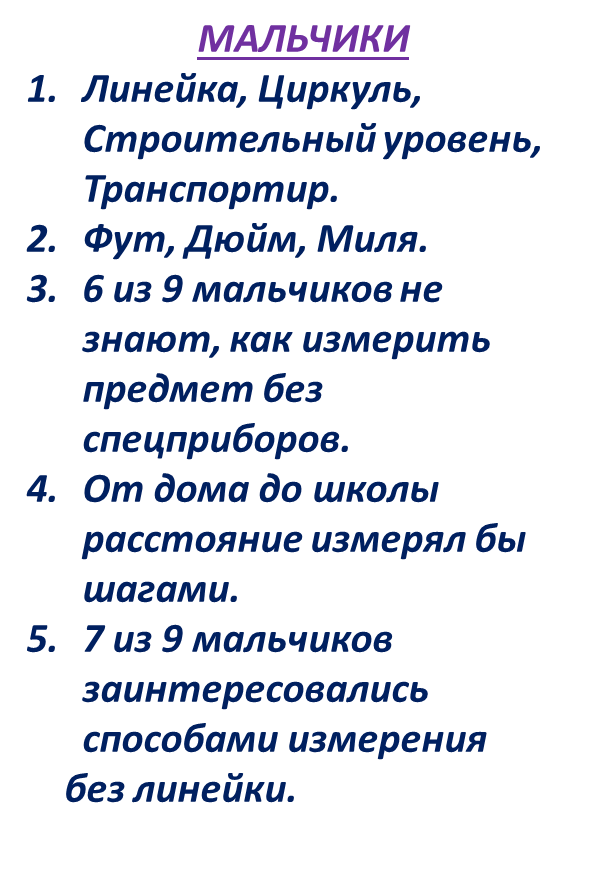 МАЛЬЧИКИ
1. Линейка, Циркуль,
Строительный уровень,
Транспортир.
2. Фут, Дюйм, Миля.
3. 6 из 9 мальчиков не
знают, как измерить
предмет без
спецприборов.
4. От дома до школы
расстояние измерял бы
шагами.
5. 7 из 9 мальчиков
заинтересовались
способами измерения
без линейки.